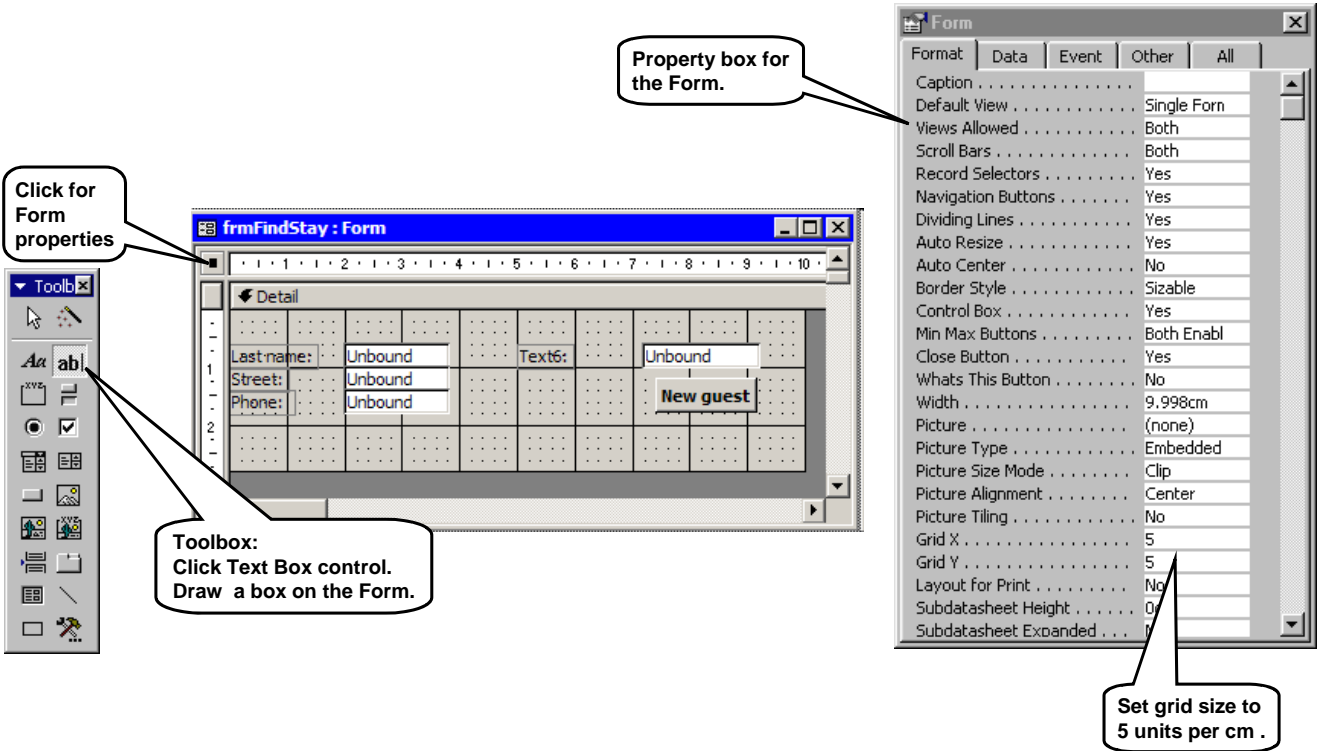 Form
Format Data Event Other All
Caption . . . . . . . . . . . . . . .
Default View . . . . . . . . . . . . Single Forn
Views Allowed . . . . . . . . . . . Both
Scroll Bars . . . . . . . . . . . . . Both
Record Selectors . . . . . . . . . Yes
Navigation Buttons . . . . . . . Yes
Dividing Lines . . . . . . . . . . . . Yes
Auto Resize . . . . . . . . . . . . Yes
Auto Center . . . . . . . . . . . . No
Border Style . . . . . . . . . . . . Sizable
Control Box . . . . . . . . . . . . Yes
Min Max Buttons . . . . . . . . . Both Enabl
Close Button . . . . . . . . . . . Yes
Whats This Button . . . . . . . . No
Width . . . . . . . . . . . . . . . . 9.998cm
Picture . . . . . . . . . . . . . . . (none)
Picture Type . . . . . . . . . . . . Embedded
Picture Size Mode . . . . . . . . Clip
Picture Alignment . . . . . . . . Center
Picture Tiling . . . . . . . . . . . . No
Grid X . . . . . . . . . . . . . . . . 5
Grid Y . . . . . . . . . . . . . . . . 5
Layout for Print . . . . . . . . . . No
Subdatasheet Height . . . . . .
Subdatasheet Expanded . . .
Property box for
the Form.
Click for
Form
properties
frmFindStay : Form
1 2 3 4 5 6 7 8 9 10
Detail
Last name: Unbound Text6: Unbound
1
Street: Unbound
Phone: Unbound New guest
2
Toolb
Aa ab
XYZ
Toolbox:
Click Text Box control.
Draw a box on the Form.
Set grid size to
5 units per cm .